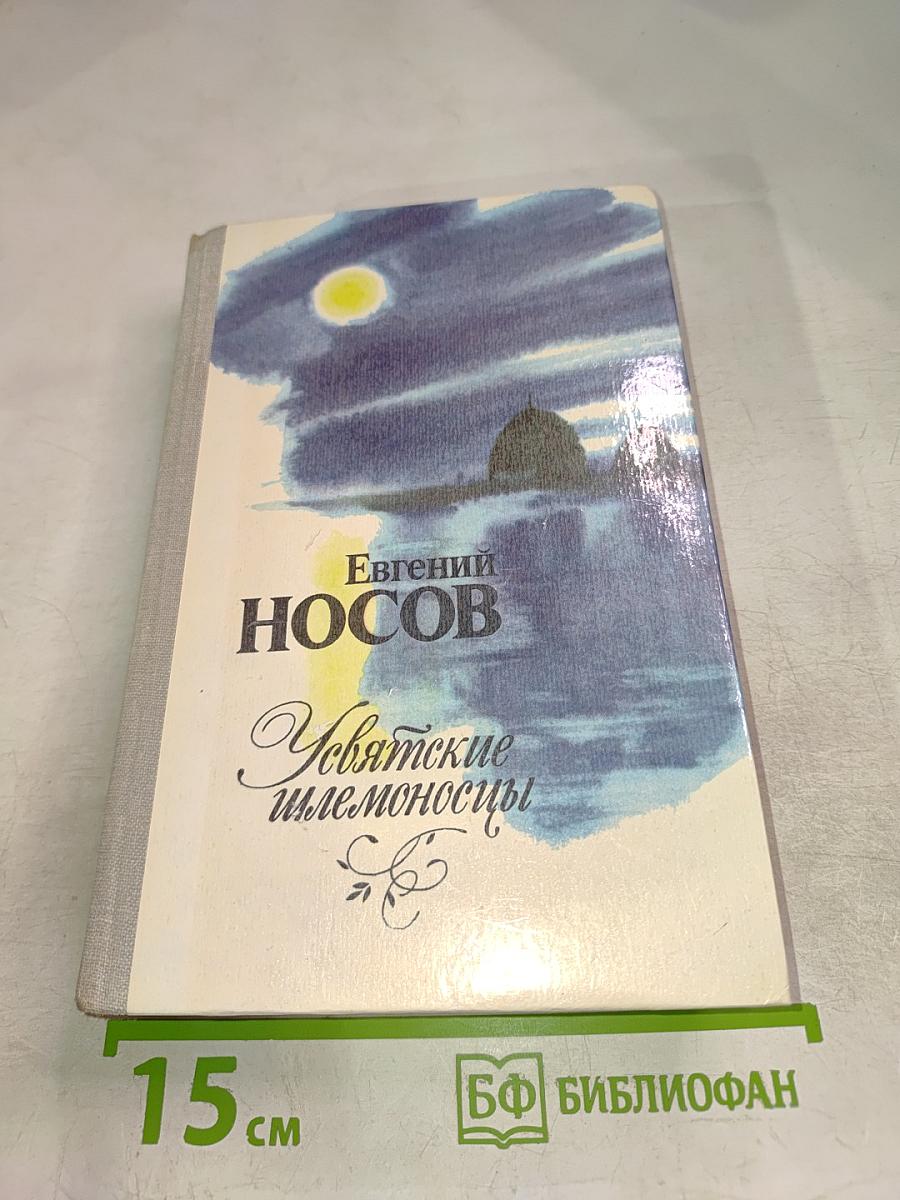 Евгений
НОСОВ
Усвятские
шлемоносцы
15 см
БФ БИБЛИОФАН